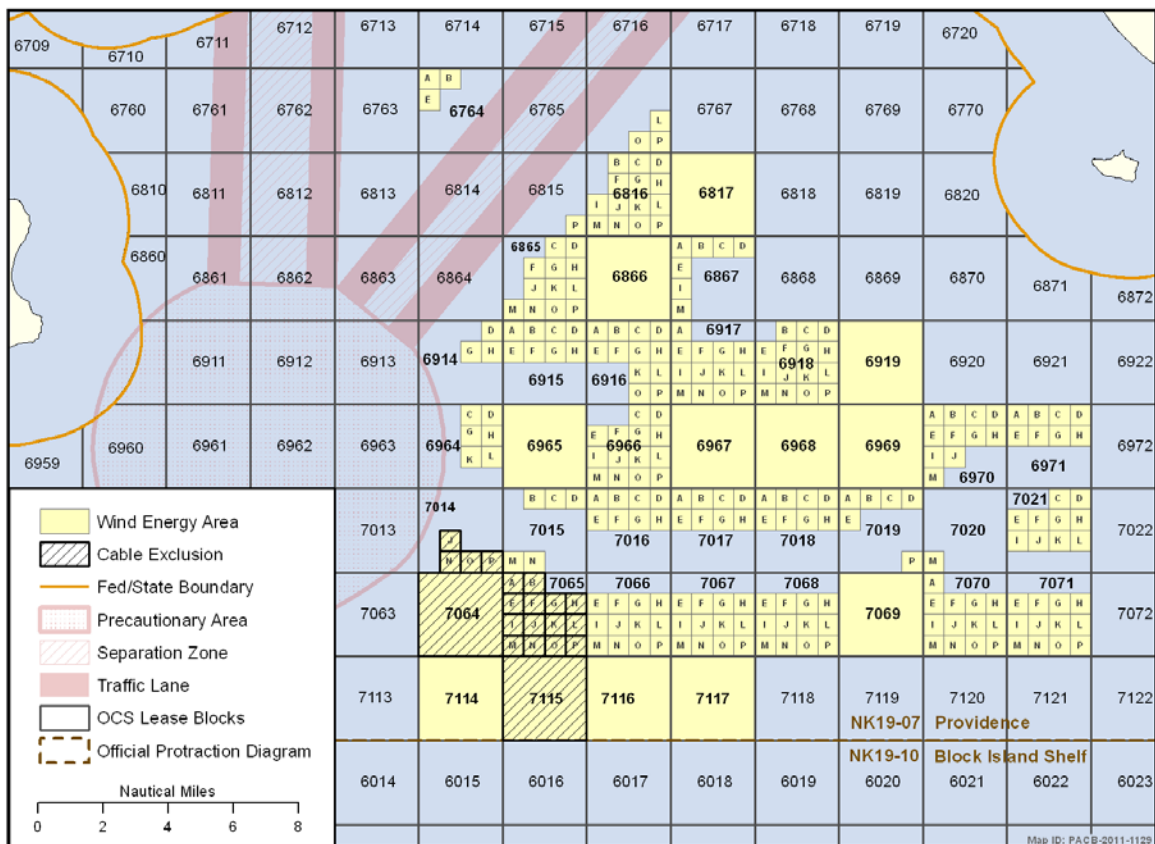 6709 6710 6711 6712 6713 6714 6715 6716 6717 6718 6719 6720
6760 6761 6762 6763 A B E 6764 6765 L O P 6767 6768 6769 6770
6810 6811 6812 6813 6814 6815 P B C D F G H 6816 I J K L M N O P 6817 6818 6819 6820
6860 6861 6862 6863 6864 6865 C D F G H J K L M N O P 6866 A B C D E I M 6867 6868 6869 6870 6871 6872
6911 6912 6913 6914 D G H A B C D E F G H 6915 A B C D E F G H 6916 K L O P A 6917 E F G H I J K L M N O P B C D E F G H 6918 I J K L M N O P 6919 6920 6921 6922
6959 6960 6961 6962 6963 6964 C D G H K L 6965 C D E F G H 6966 I J K L M N O P 6967 6968 6969 A B C D E F G H I J M 6970 A B C D E F G H 6971 6972
7013 7014 J N O P B C D 7015 M N A B C D E F G H 7016 A B C D E F G H 7017 A B C D E F G H 7018 A B C D E 7019 P 7020 M 7021 C D E F G H I J K L 7022
7063 7064 A B 7065 E F G H I J K L M N O P 7066 E F G H I J K L M N O P 7067 E F G H I J K L M N O P 7068 E F G H I J K L M N O P 7069 A 7070 E F G H I J K L M N O P 7071 E F G H I J K L M N O P 7072
7113 7114 7115 7116 7117 7118 7119 7120 7121 7122
NK19-07 Providence
NK19-10 Block Island Shelf
6014 6015 6016 6017 6018 6019 6020 6021 6022 6023
Wind Energy Area
Cable Exclusion
Fed/State Boundary
Precautionary Area
Separation Zone
Traffic Lane
OCS Lease Blocks
Official Protraction Diagram
Nautical Miles
0 2 4 6 8
Map ID: PACB-2011-1129